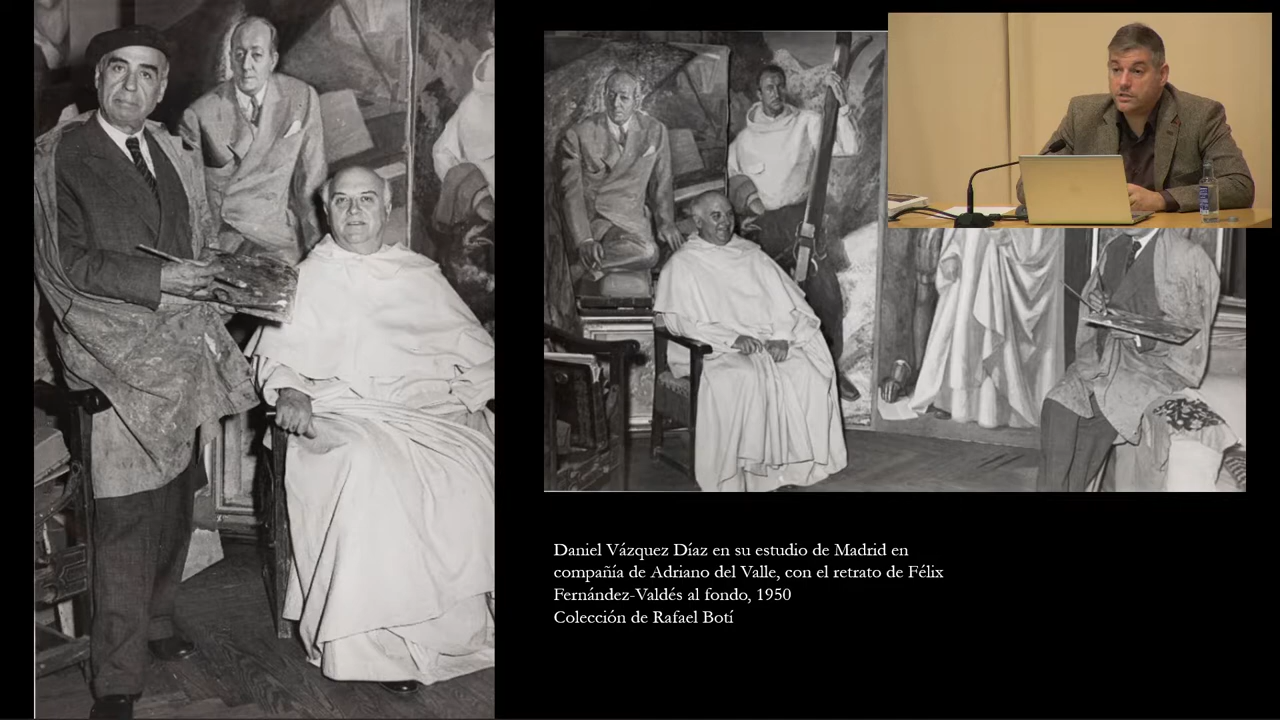 Daniel Vázquez Díaz en su estudio de Madrid en
compañía de Adriano del Valle, con el retrato de Félix
Fernández-Valdés al fondo, 1950
Colección de Rafael Botí